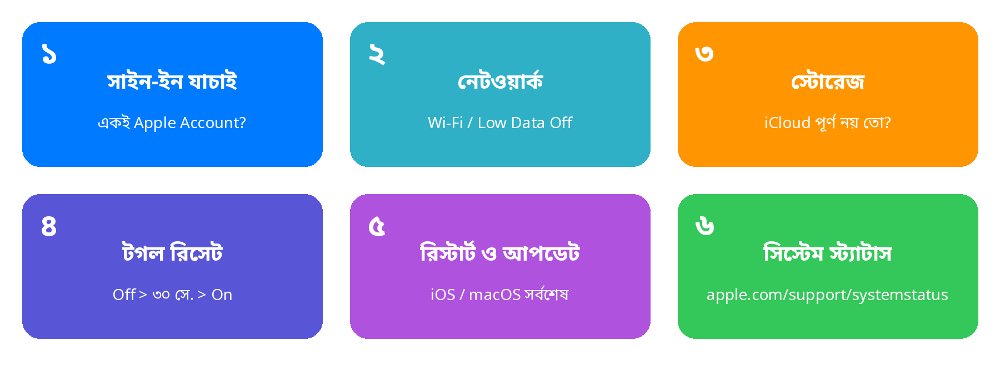 ১
সাইন-ইন যাচাই
একই Apple Account?
২
নেটওয়ার্ক
Wi-Fi / Low Data Off
৩
স্টোরেজ
iCloud পূর্ণ নয় তো?
৪
টগল রিসেট
Off > ৩০ সে. > On
৫
রিস্টার্ট ও আপডেট
iOS / macOS সর্বশেষ
৬
সিস্টেম স্ট্যাটাস
apple.com/support/systemstatus